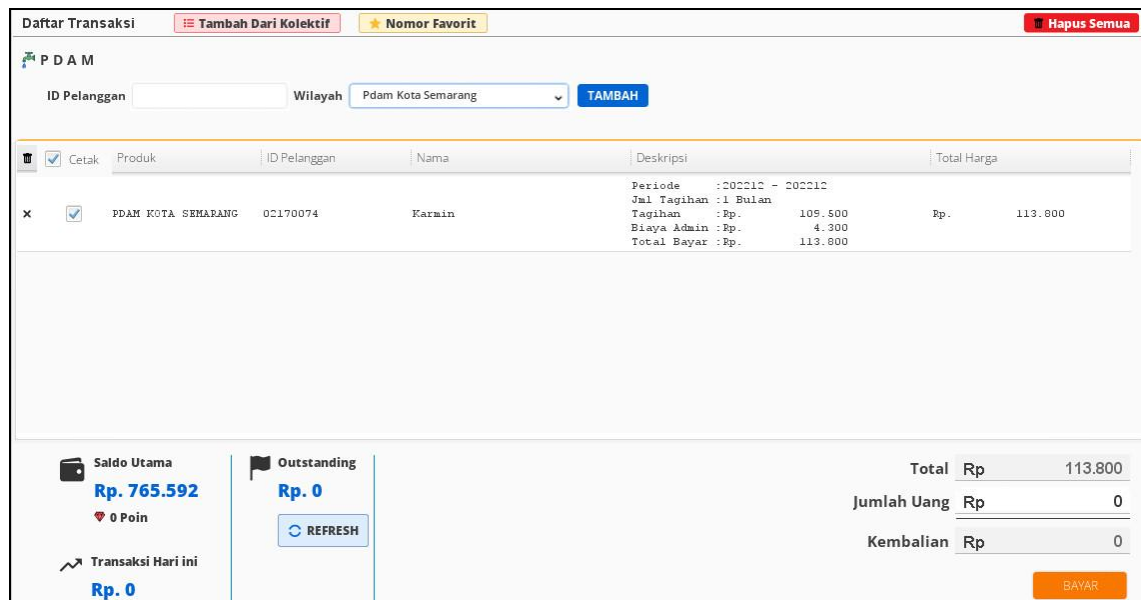 Daftar Transaksi Tambah Dari Kolektif Nomor Favorit Hapus Semua
PDAM
ID Pelanggan Wilayah Pdam Kota Semarang TAMBAH
Cetak Produk ID Pelanggan Nama Deskripsi Total Harga
Periode :202212 - 202212
Jml Tagihan :1 Bulan
PDAM KOTA SEMARANG 02170074 Karmin Tagihan :Rp. 109.500 Rp. 113.800
Biaya Admin :Rp. 4.300
Total Bayar :Rp. 113.800
Saldo Utama Outstanding Total Rp 113.800
Rp. 765.592 Rp. 0
0 Poin REFRESH Jumlah Uang Rp 0
Kembalian Rp 0
Transaksi Hari ini
Rp. 0 BAYAR